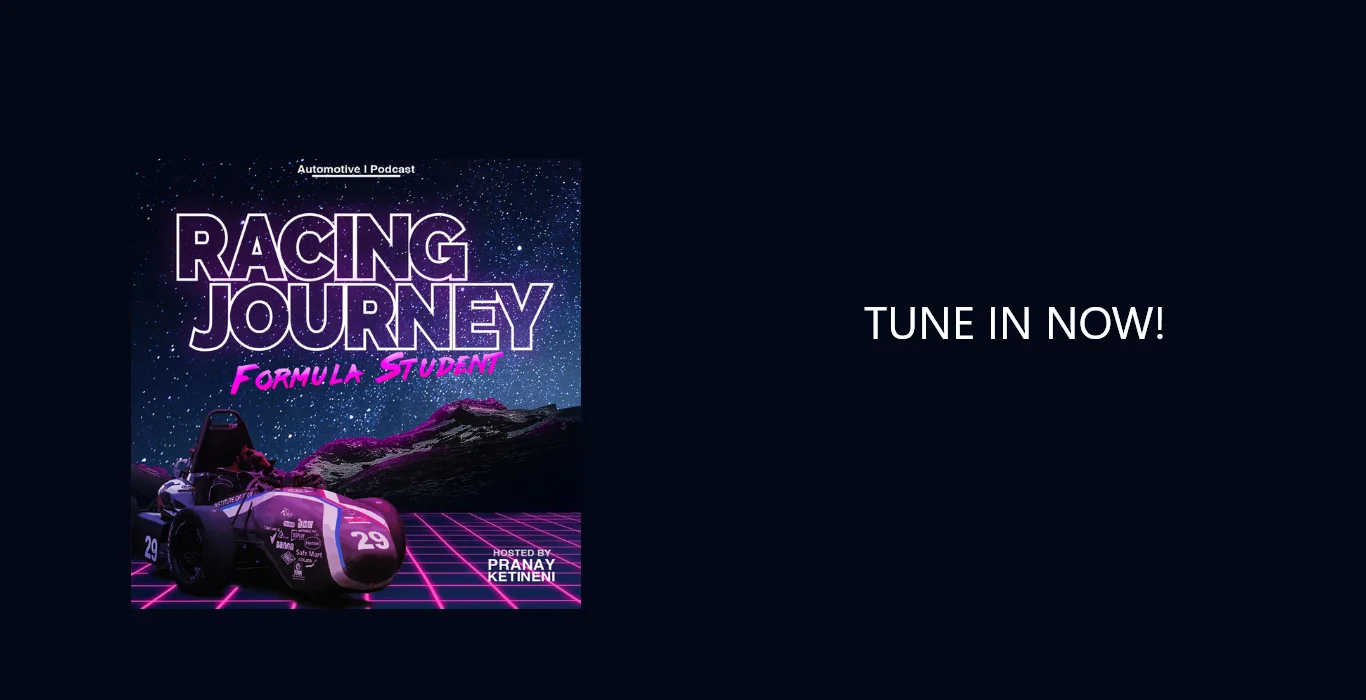 Automotive | Podcast
RACING
JOURNEY
FORMULA STUDENT
29
29
Safe Mart
HOSTED BY
PRANAY
KETINENI
TUNE IN NOW!